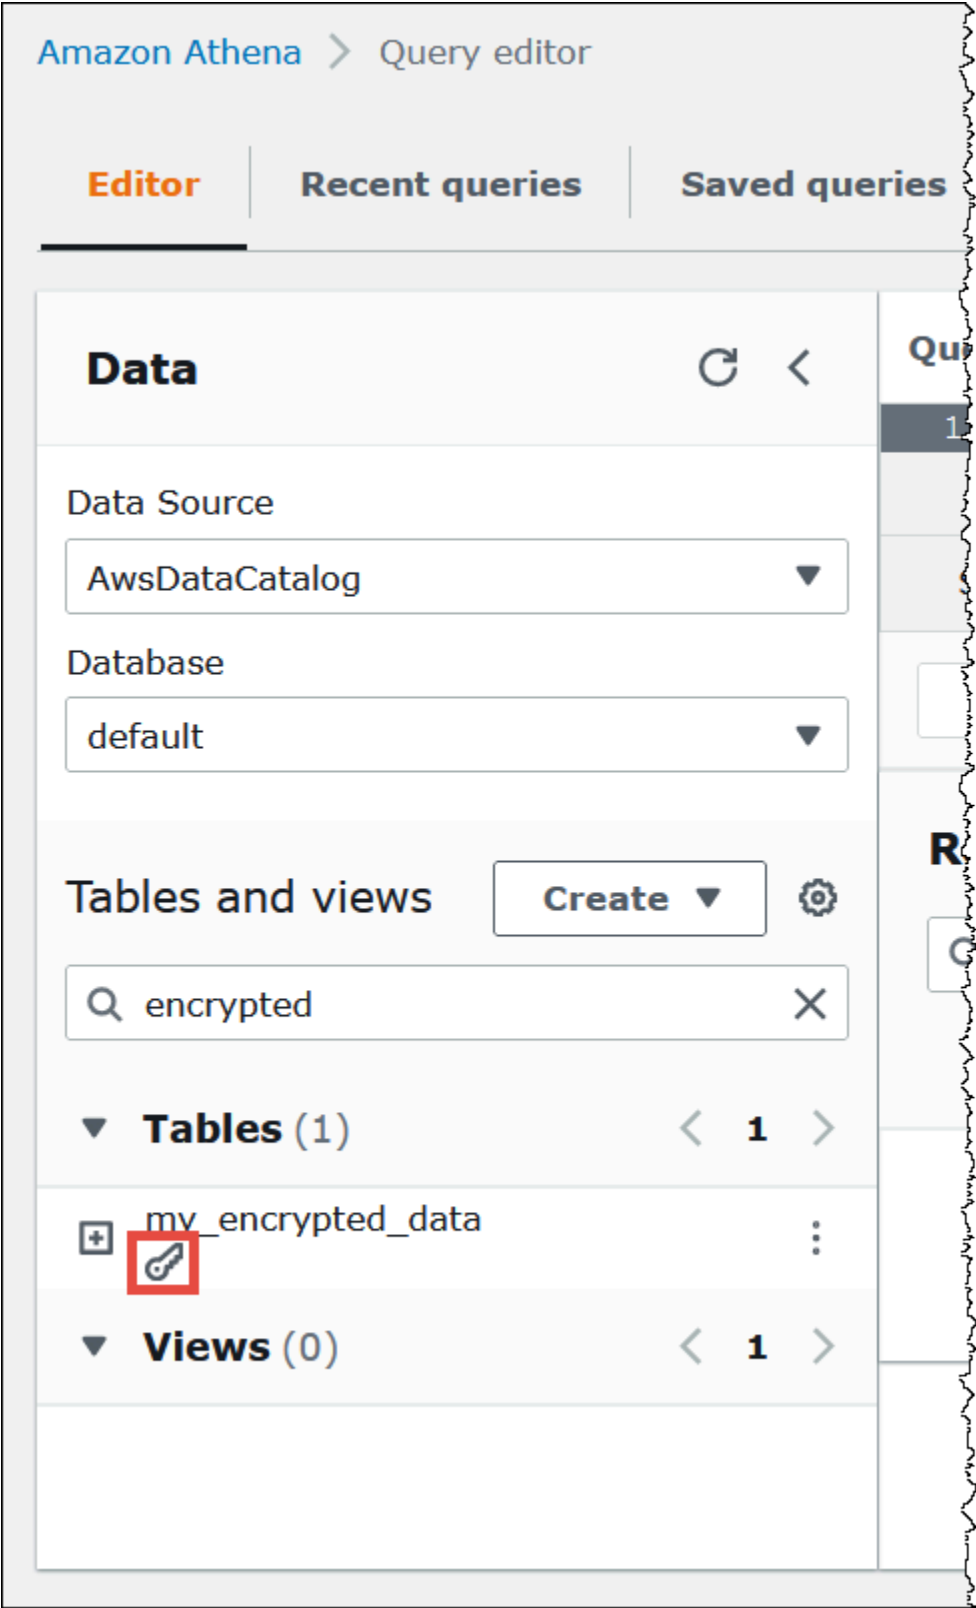 Amazon Athena > Query editor
Editor
Recent queries
Saved queries
Data
Data Source
AwsDataCatalog
Database
default
Tables and views
Create
encrypted
Tables (1)
1
my_encrypted_data
Views (0)
1
1